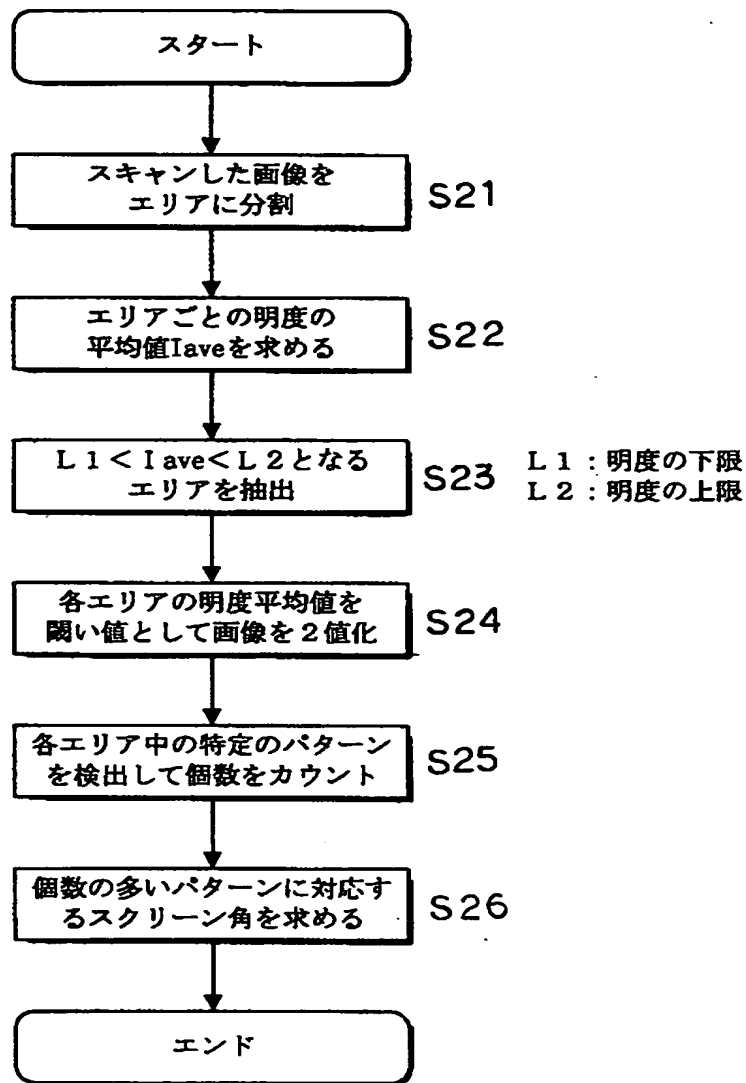 スタート
スキャンした画像を
エリアに分割
S21
エリアごとの明度の
平均値Iaveを求める
S22
L1<Iave<L2となる
エリアを抽出
S23
L1:明度の下限
L2:明度の上限
各エリアの明度平均値を
閾い値として画像を2値化
S24
各エリア中の特定のパターン
を検出して個数をカウント
S25
個数の多いパターンに対応す
るスクリーン角を求める
S26
エンド